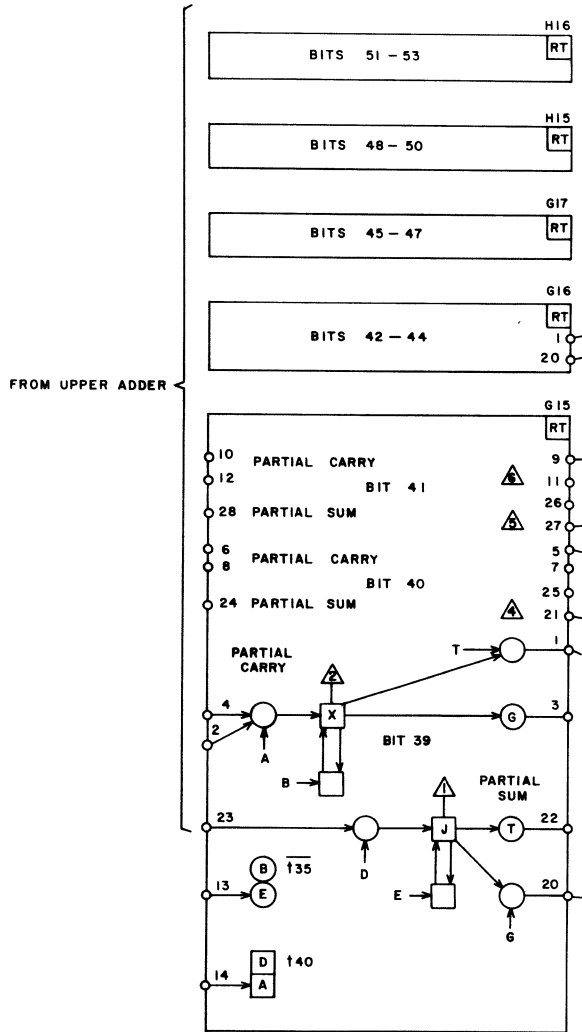 H16
RT
BITS 51 - 53
H15
RT
BITS 48 - 50
G17
RT
BITS 45 - 47
G16
RT
BITS 42 - 44
1
20
FROM UPPER ADDER
G15
RT
10 PARTIAL CARRY 9
12 BIT 41 6 11
26
28 PARTIAL SUM 5 27
6 PARTIAL CARRY 5
8 7
BIT 40 25
24 PARTIAL SUM 4 21
PARTIAL CARRY T 1
2
4 X G 3
2 A BIT 39
B
1 PARTIAL SUM
23 J T 22
D
B t35
13 E E 20
G
D t40
14 A